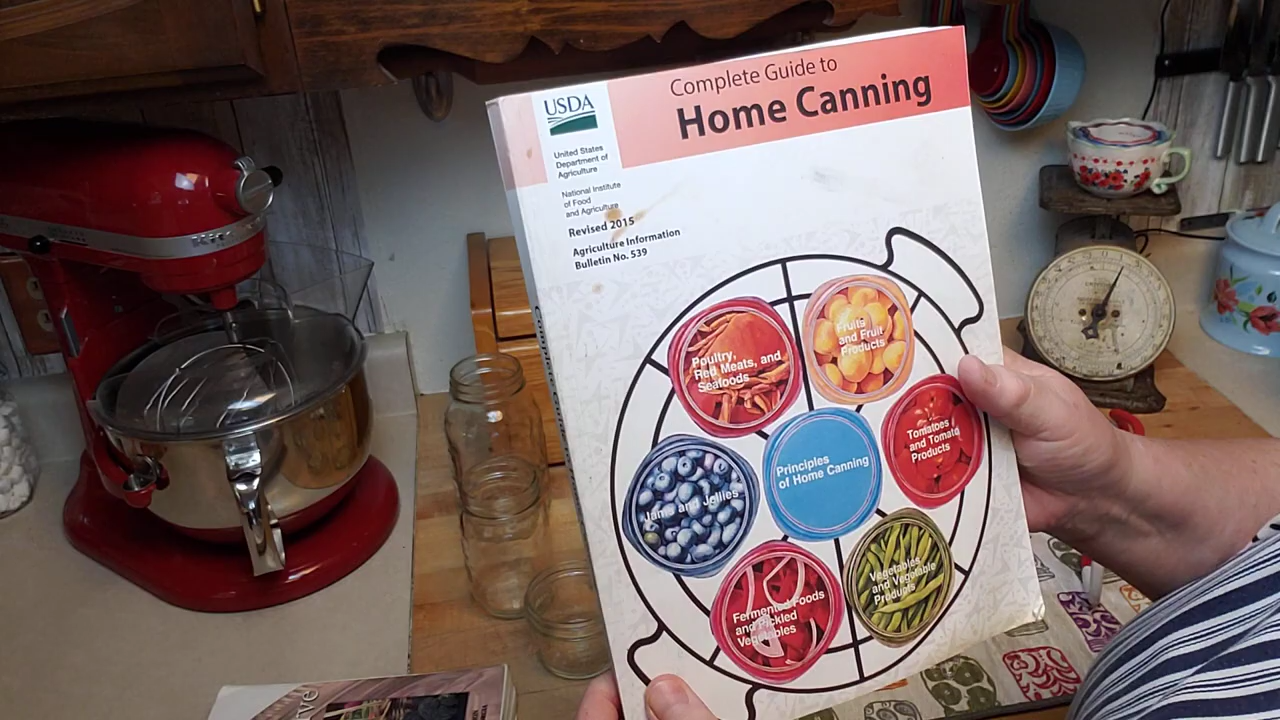 Complete Guide to
Home Canning
USDA
United States
Department of
Agriculture
National Institute
of Food
and Agriculture
Revised 2015
Agriculture Information
Bulletin No. 539
Poultry,
Red Meats, and
Seafoods
Fruits
and Fruit
Products
Tomatoes
and Tomato
Products
Principles
of Home Canning
Jams and Jellies
Vegetables
and Vegetable
Products
Fermented Foods
and Pickled
Vegetables